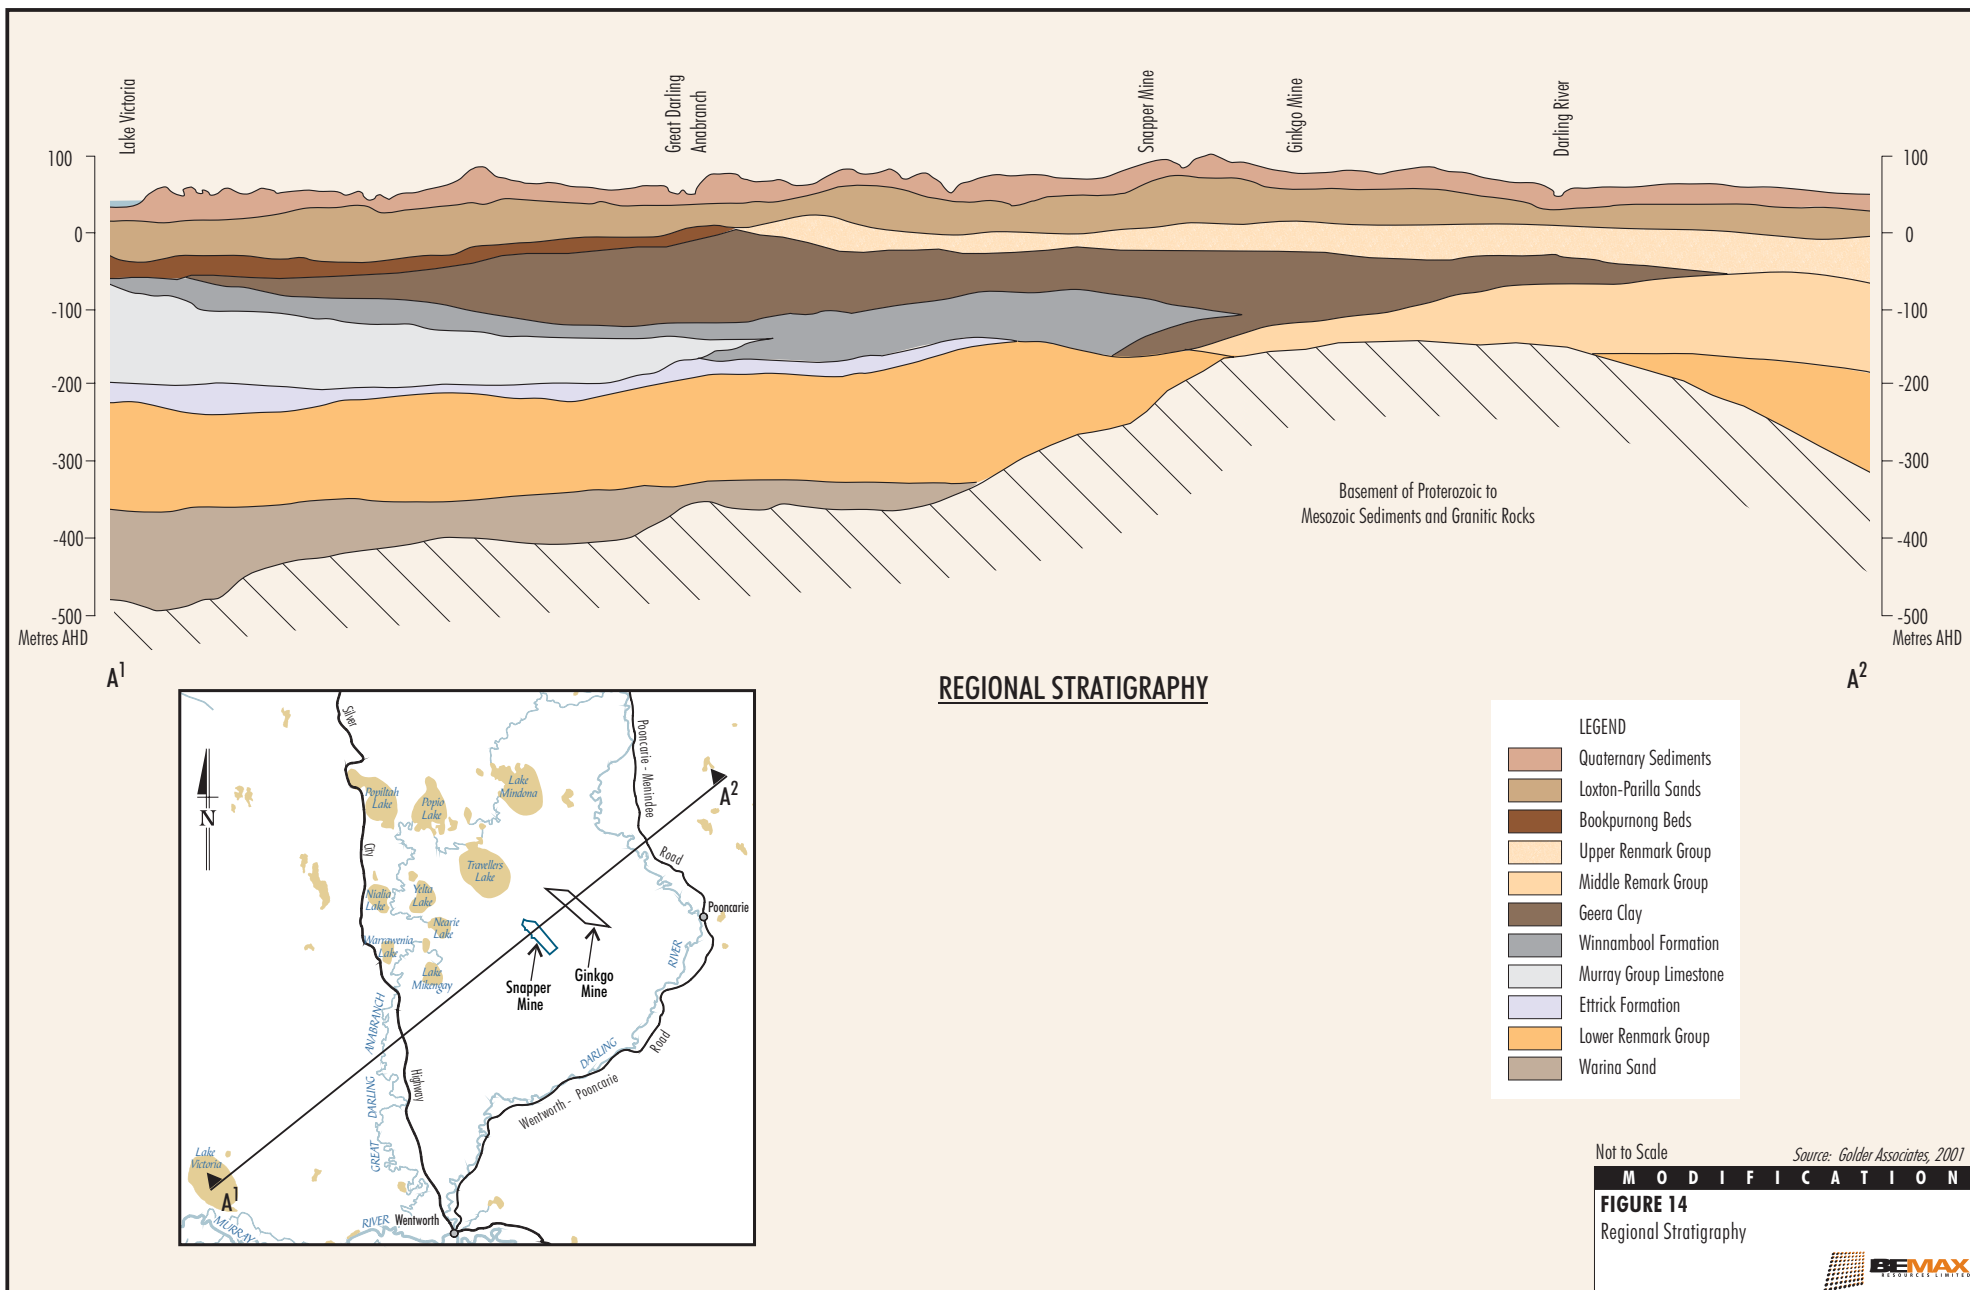 Lake Victoria
Great Darling
Anabranch
Snapper Mine
Ginkgo Mine
Darling River
100
0
-100
-200
-300
-400
-500
Metres AHD
100
0
-100
-200
-300
-400
-500
Metres AHD
Basement of Proterozoic to
Mesozoic Sediments and Granitic Rocks
A1
A2
REGIONAL STRATIGRAPHY
Silver
City
Highway
Pooncarie - Menindee
Road
Popiltah
Lake
Popio
Lake
Lake
Mindona
Travellers
Lake
Nialia
Lake
Yelta
Lake
Nearie
Lake
Warrawenia
Lake
Lake
Mikengay
N
A2
Pooncarie
Snapper
Mine
Ginkgo
Mine
RIVER
DARLING
Road
Wentworth - Pooncarie
ANABRANCH
DARLING
GREAT
Lake
Victoria
A1
MURRAY
RIVER
Wentworth
LEGEND
Quaternary Sediments
Loxton-Parilla Sands
Bookpurnong Beds
Upper Renmark Group
Middle Remark Group
Geera Clay
Winnambool Formation
Murray Group Limestone
Ettrick Formation
Lower Renmark Group
Warina Sand
Not to Scale
Source: Golder Associates, 2001
MODIFICATION
FIGURE 14
Regional Stratigraphy
BEMAX
RESOURCES LIMITED